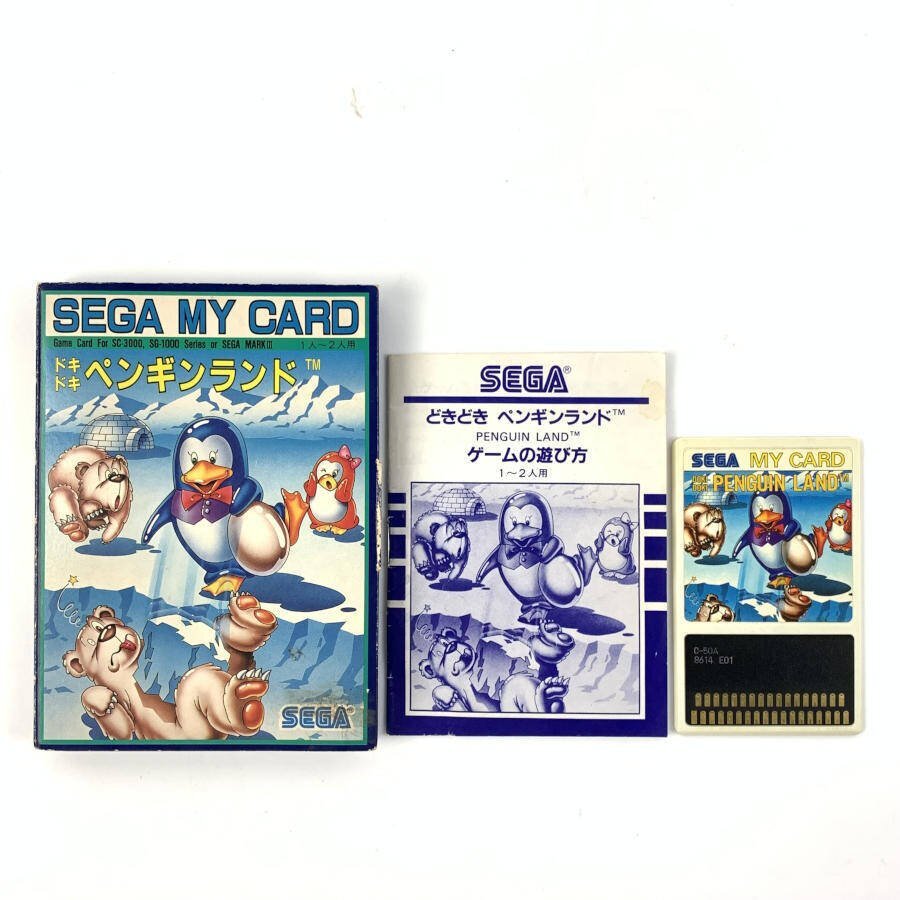 SEGA MY CARD
Game Card For SC-3000, SG-1000 Series or SEGA MARKIII 1人〜2人用
ドキドキ ペンギンランド™
SEGA
SEGA®
どきどき ペンギンランド™
PENGUIN LAND™
ゲームの遊び方
1〜2人用
SEGA MY CARD
PENGUIN LAND™
C-50A
8614 E01